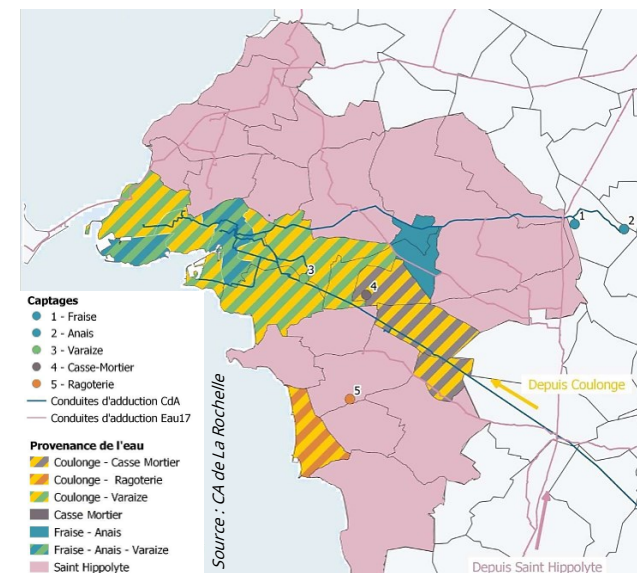 1
2
3
4
5
Depuis Coulonge
Depuis Saint Hippolyte
Captages
1 - Fraise
2 - Anais
3 - Varaize
4 - Casse-Mortier
5 - Ragoterie
Conduites d'adduction CdA
Conduites d'adduction Eau17
Provenance de l'eau
Coulonge - Casse Mortier
Coulonge - Ragoterie
Coulonge - Varaize
Casse Mortier
Fraise - Anais
Fraise - Anais - Varaize
Saint Hippolyte
Source : CA de La Rochelle